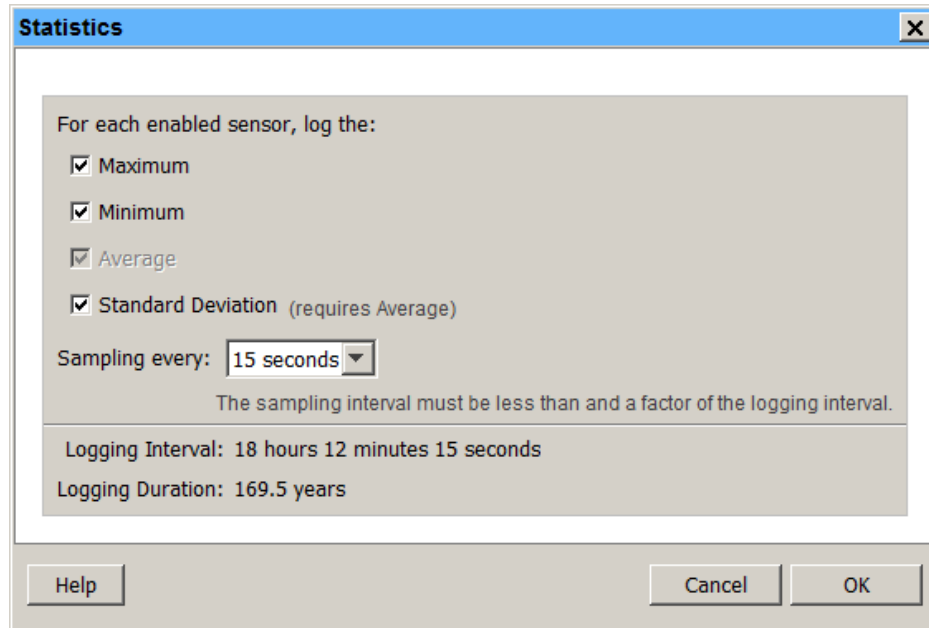 Statistics
For each enabled sensor, log the:
Maximum
Minimum
Average
Standard Deviation (requires Average)
Sampling every: 15 seconds
The sampling interval must be less than and a factor of the logging interval.
Logging Interval: 18 hours 12 minutes 15 seconds
Logging Duration: 169.5 years
Help Cancel OK